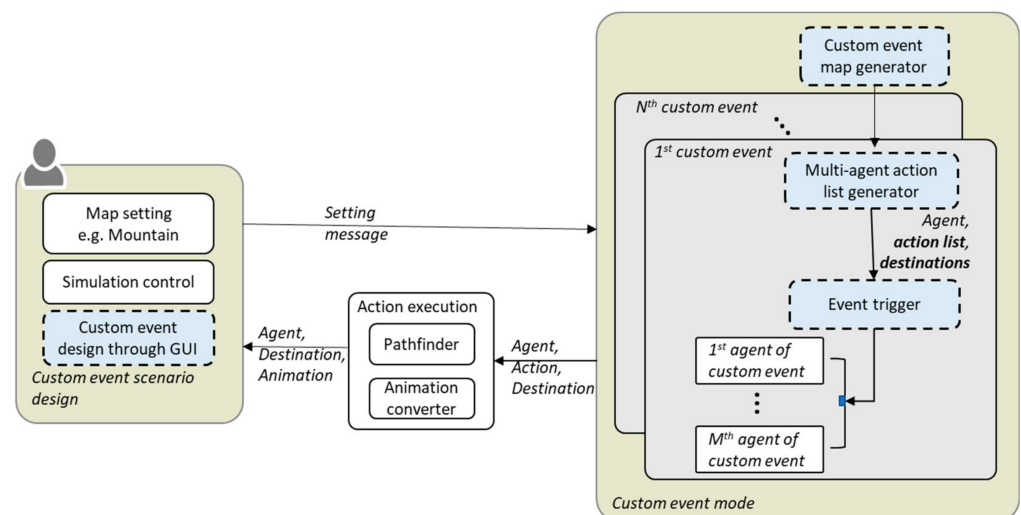 Map setting
e.g. Mountain
Simulation control
Custom event
design through GUI
Custom event scenario
design
Setting
message
Action execution
Pathfinder
Animation
converter
Agent,
Destination,
Animation
Agent,
Action,
Destination
Custom event
map generator
Nth custom event
1st custom event
Multi-agent action
list generator
Agent,
action list,
destinations
Event trigger
1st agent of
custom event
Mth agent of
custom event
Custom event mode